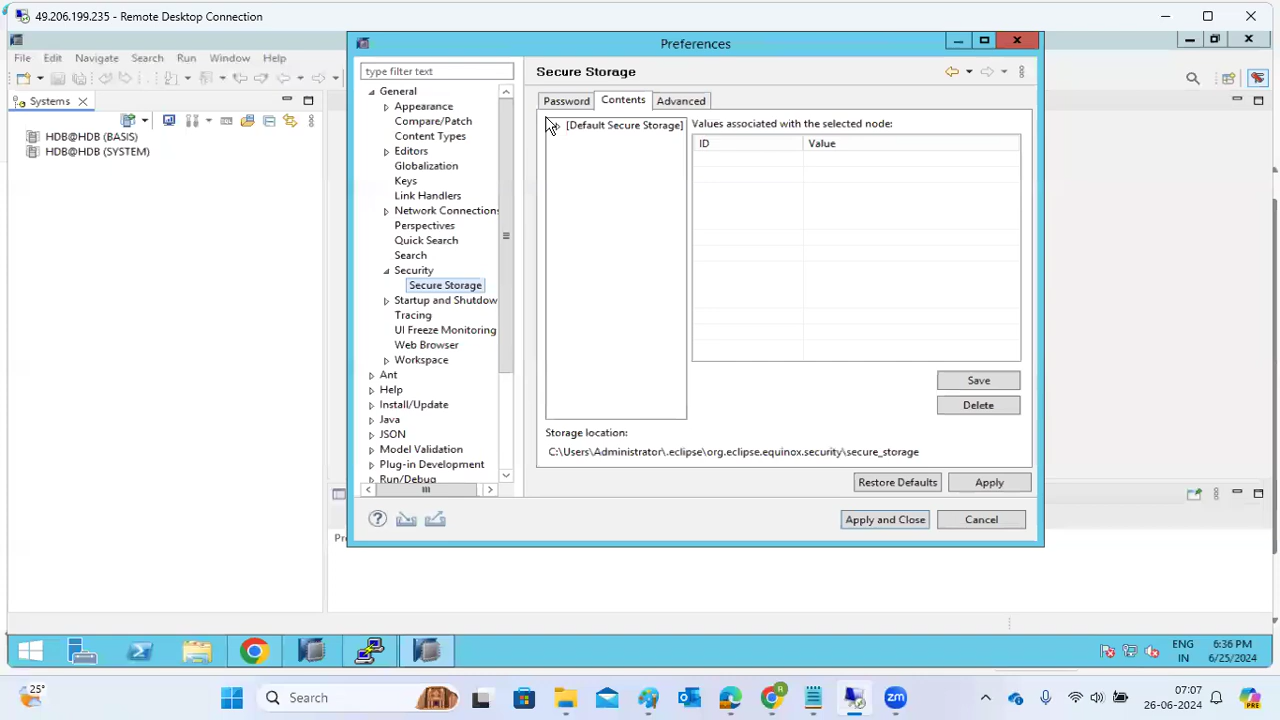 49.206.199.235 - Remote Desktop Connection
Preferences
File Edit Navigate Search Run Window Help
Systems
HDB@HDB (BASIS)
HDB@HDB (SYSTEM)
type filter text
General
Appearance
Compare/Patch
Content Types
Editors
Globalization
Keys
Link Handlers
Network Connections
Perspectives
Quick Search
Search
Security
Secure Storage
Startup and Shutdow
Tracing
UI Freeze Monitoring
Web Browser
Workspace
Ant
Help
Install/Update
Java
JSON
Model Validation
Plug-in Development
Run/Debug
Secure Storage
Password Contents Advanced
[Default Secure Storage]
Values associated with the selected node:
ID Value
Save
Delete
Storage location:
C:\Users\Administrator\.eclipse\org.eclipse.equinox.security\secure_storage
Restore Defaults Apply
Apply and Close Cancel
Pr
ENG
IN
6:36 PM
6/25/2024
25°
Search
07:07
26-06-2024
PRE